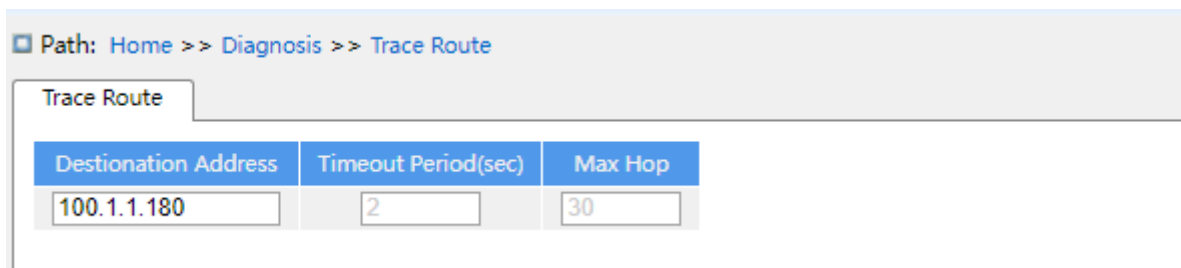 Path: Home >> Diagnosis >> Trace Route
Trace Route
Destionation Address Timeout Period(sec) Max Hop
100.1.1.180 2 30